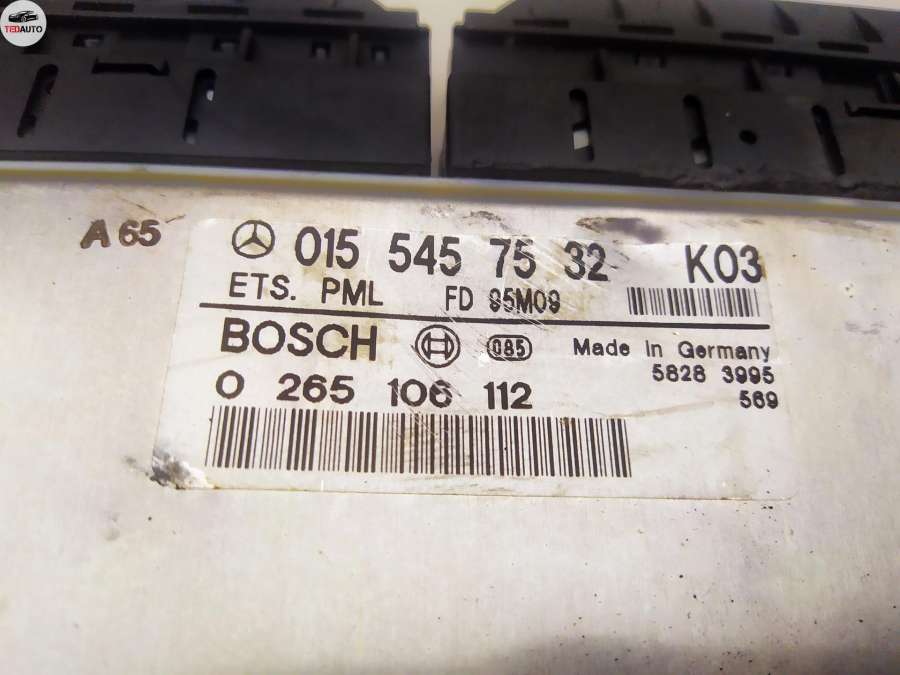 TEDAUTO
A 65
015 545 75 32 K03
ETS. PML FD 95M09
BOSCH 085 Made in Germany
0 265 106 112 5828 3995
569